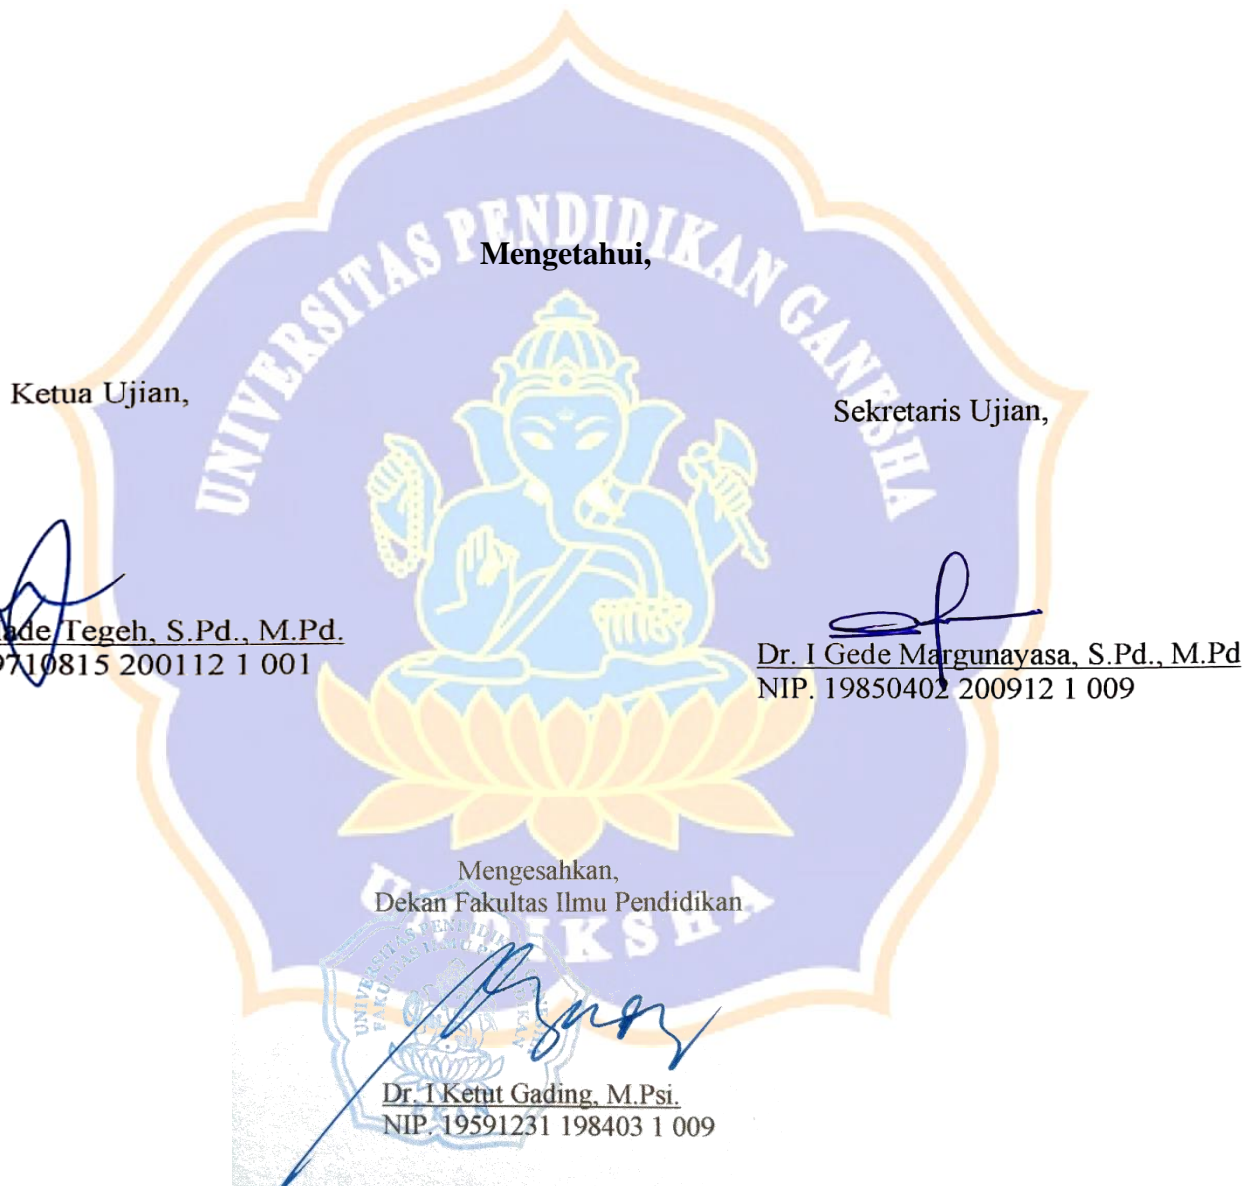 UNIVERSITAS PENDIDIKAN GANESHA
Mengetahui,
Ketua Ujian,
Sekretaris Ujian,
ade Tegeh, S.Pd., M.Pd.
9710815 200112 1 001
Dr. I Gede Margunayasa, S.Pd., M.Pd
NIP. 19850402 200912 1 009
Mengesahkan,
Dekan Fakultas Ilmu Pendidikan
UNDIKSHA
Dr. I Ketut Gading, M.Psi.
NIP. 19591231 198403 1 009